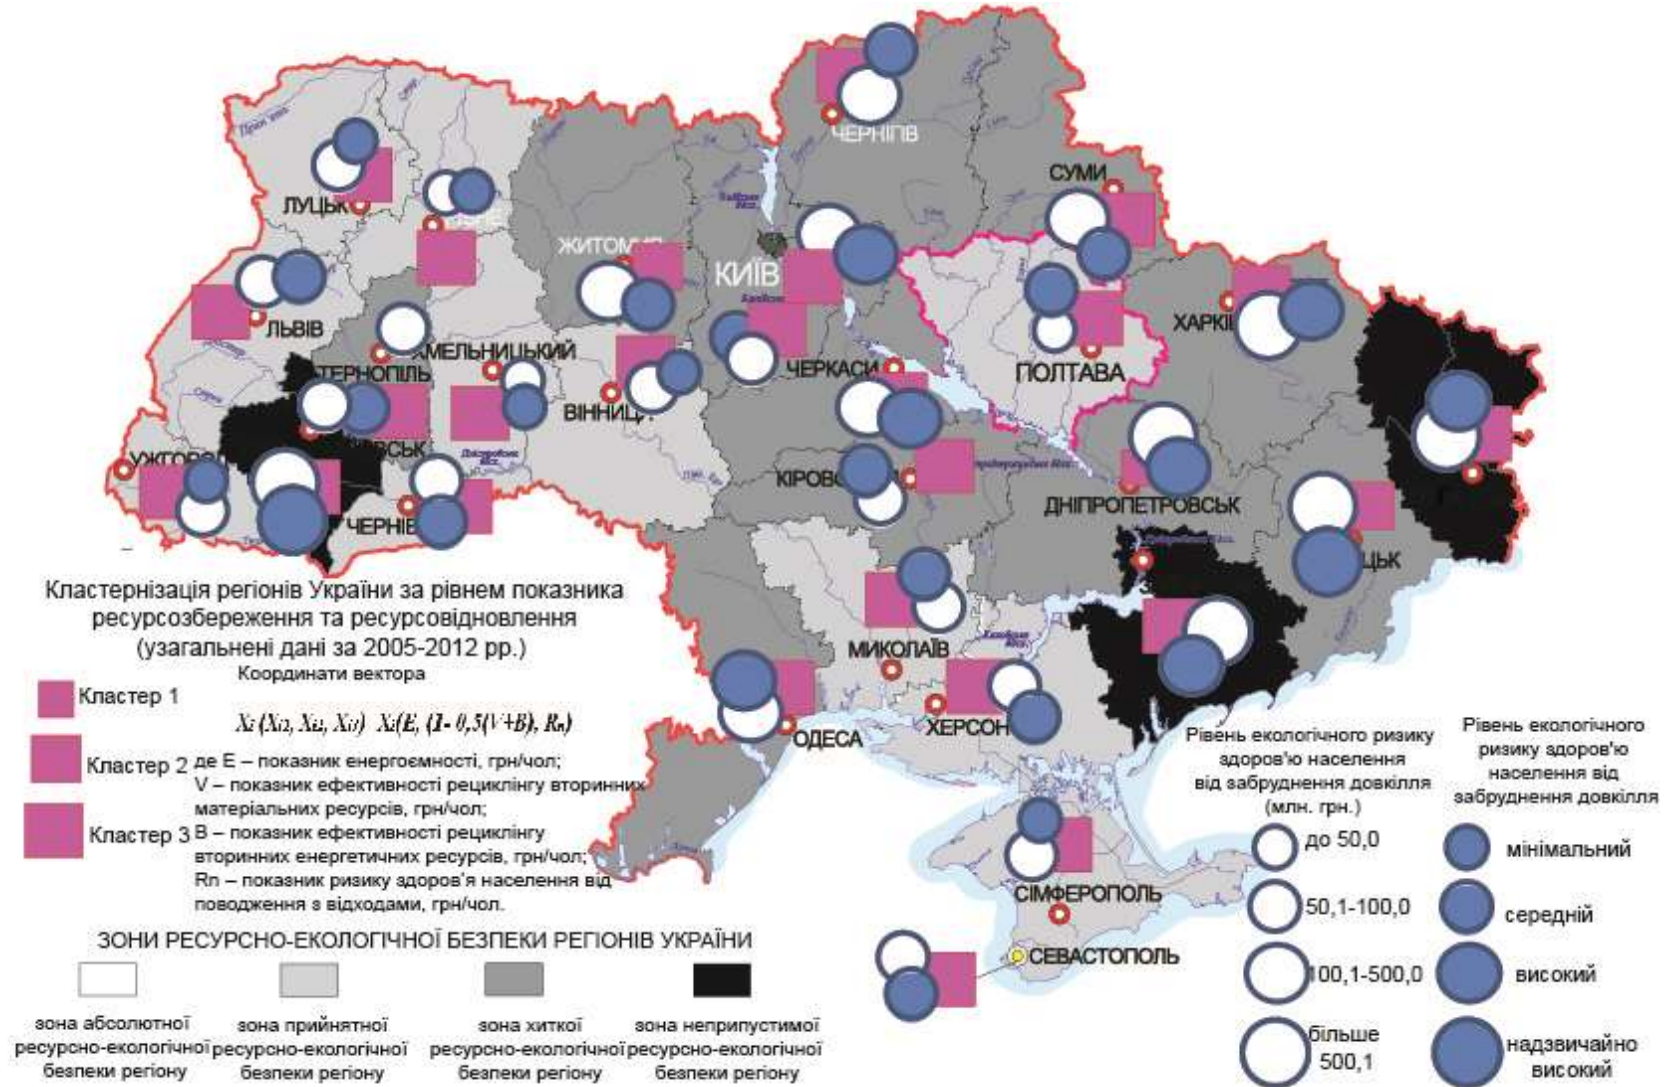 ЧЕРНІГІВ
СУМИ
ЛУЦЬК
ЖИТОМИР
КИЇВ
ЛЬВІВ
ХАРКІ
ТЕРНОПІЛЬ
ХМЕЛЬНИЦЬКИЙ
ЧЕРКАСИ
ПОЛТАВА
ВІННИЦ
УЖГОРОД
ВСЬК
КІРОВО
ДНІПРОПЕТРОВСЬК
ЧЕРНІВ
ЦЬК
МИКОЛАЇВ
ХЕРСОН
ОДЕСА
СІМФЕРОПОЛЬ
СЕВАСТОПОЛЬ
Кластернізація регіонів України за рівнем показника
ресурсозбереження та ресурсовідновлення
(узагальнені дані за 2005-2012 рр.)
Координати вектора
Кластер 1
Кластер 2
Кластер 3
де Е – показник енергоємності, грн/чол;
V – показник ефективності рециклінгу вторинних
матеріальних ресурсів, грн/чол;
В – показник ефективності рециклінгу
вторинних енергетичних ресурсів, грн/чол;
Rn – показник ризику здоров'я населення від
поводження з відходами, грн/чол.
ЗОНИ РЕСУРСНО-ЕКОЛОГІЧНОЇ БЕЗПЕКИ РЕГІОНІВ УКРАЇНИ
зона абсолютної
ресурсно-екологічної
безпеки регіону
зона прийнятної
ресурсно-екологічної
безпеки регіону
зона хиткої
ресурсно-екологічної
безпеки регіону
зона неприпустимої
ресурсно-екологічної
безпеки регіону
Рівень екологічного ризику
здоров'ю населення
від забруднення довкілля
(млн. грн.)
до 50,0
50,1-100,0
100,1-500,0
більше
500,1
Рівень екологічного
ризику здоров'ю
населення від
забруднення довкілля
мінімальний
середній
високий
надзвичайно
високий